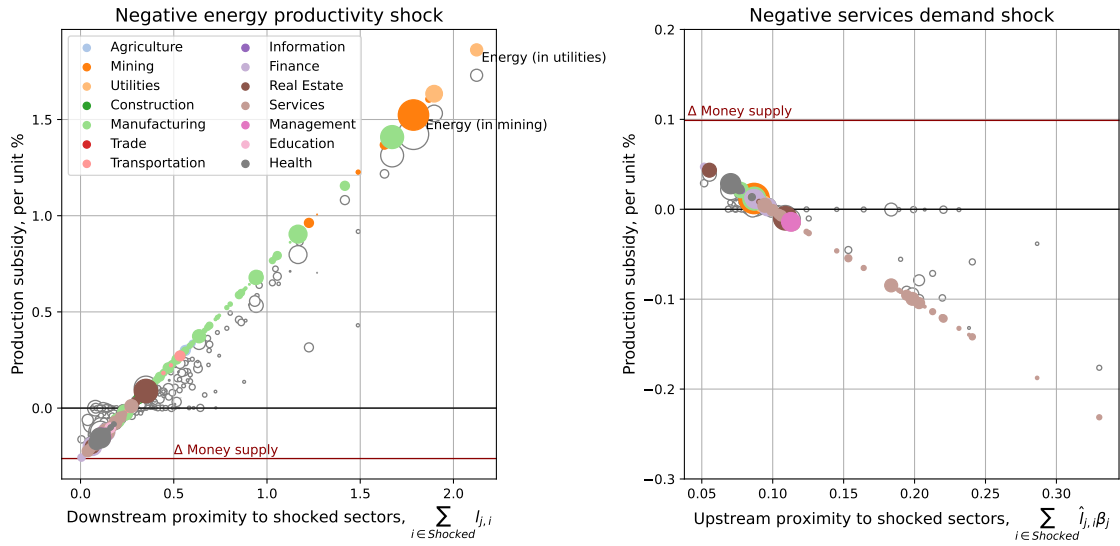 Negative energy productivity shock
Agriculture
Mining
Utilities
Construction
Manufacturing
Trade
Transportation
Information
Finance
Real Estate
Services
Management
Education
Health
Energy (in utilities)
Energy (in mining)
Δ Money supply
Production subsidy, per unit %
1.5
1.0
0.5
0.0
0.0
0.5
1.0
1.5
2.0
Downstream proximity to shocked sectors, ∑ l_{j,i}
i ∈ Shocked
Negative services demand shock
Δ Money supply
Production subsidy, per unit %
0.2
0.1
0.0
−0.1
−0.2
−0.3
0.05
0.10
0.15
0.20
0.25
0.30
Upstream proximity to shocked sectors, ∑ l̂_{j,i}β_j
i ∈ Shocked